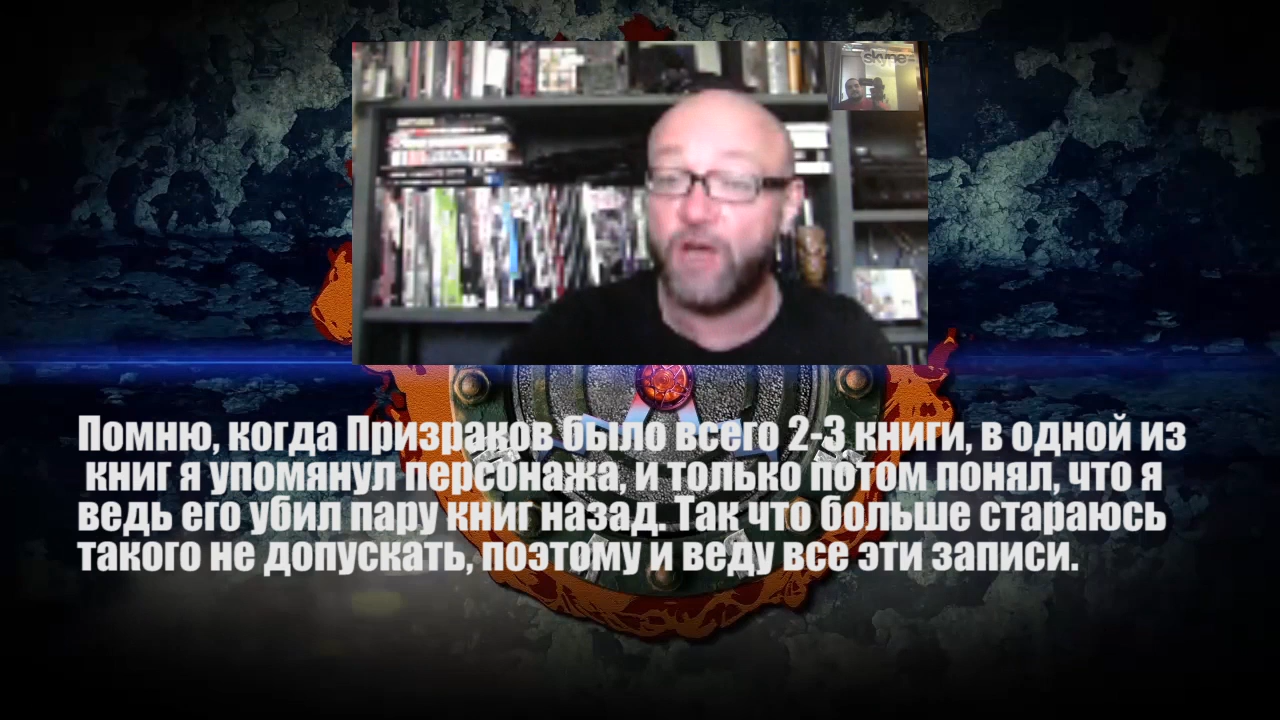 skype
Помню, когда Призраков было всего 2-3 книги, в одной из
книг я упомянул персонажа, и только потом понял, что я
ведь его убил пару книг назад. Так что больше стараюсь
такого не допускать, поэтому и веду все эти записи.